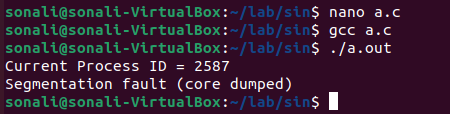 sonali@sonali-VirtualBox:~/lab/sin$ nano a.c
sonali@sonali-VirtualBox:~/lab/sin$ gcc a.c
sonali@sonali-VirtualBox:~/lab/sin$ ./a.out
Current Process ID = 2587
Segmentation fault (core dumped)
sonali@sonali-VirtualBox:~/lab/sin$